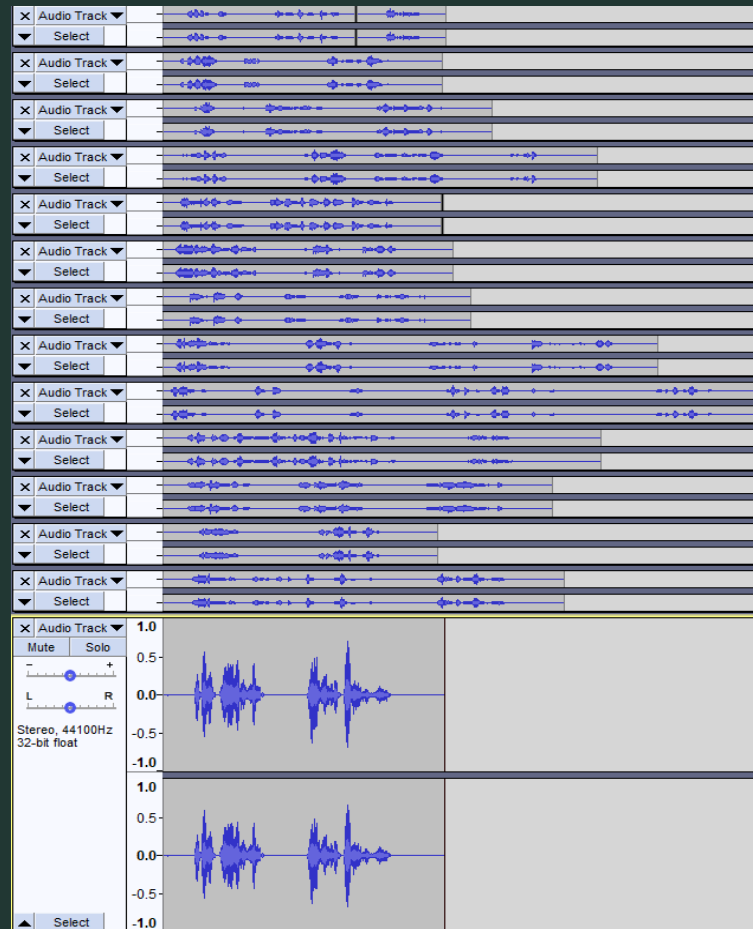 × Audio Track
Select
× Audio Track
Select
× Audio Track
Select
× Audio Track
Select
× Audio Track
Select
× Audio Track
Select
× Audio Track
Select
× Audio Track
Select
× Audio Track
Select
× Audio Track
Select
× Audio Track
Select
× Audio Track
Select
× Audio Track
Select
× Audio Track 1.0
Mute Solo
- +
0.5-
L R 0.0-
Stereo, 44100Hz -0.5-
32-bit float
-1.0
1.0
0.5-
0.0-
-0.5-
Select -1.0